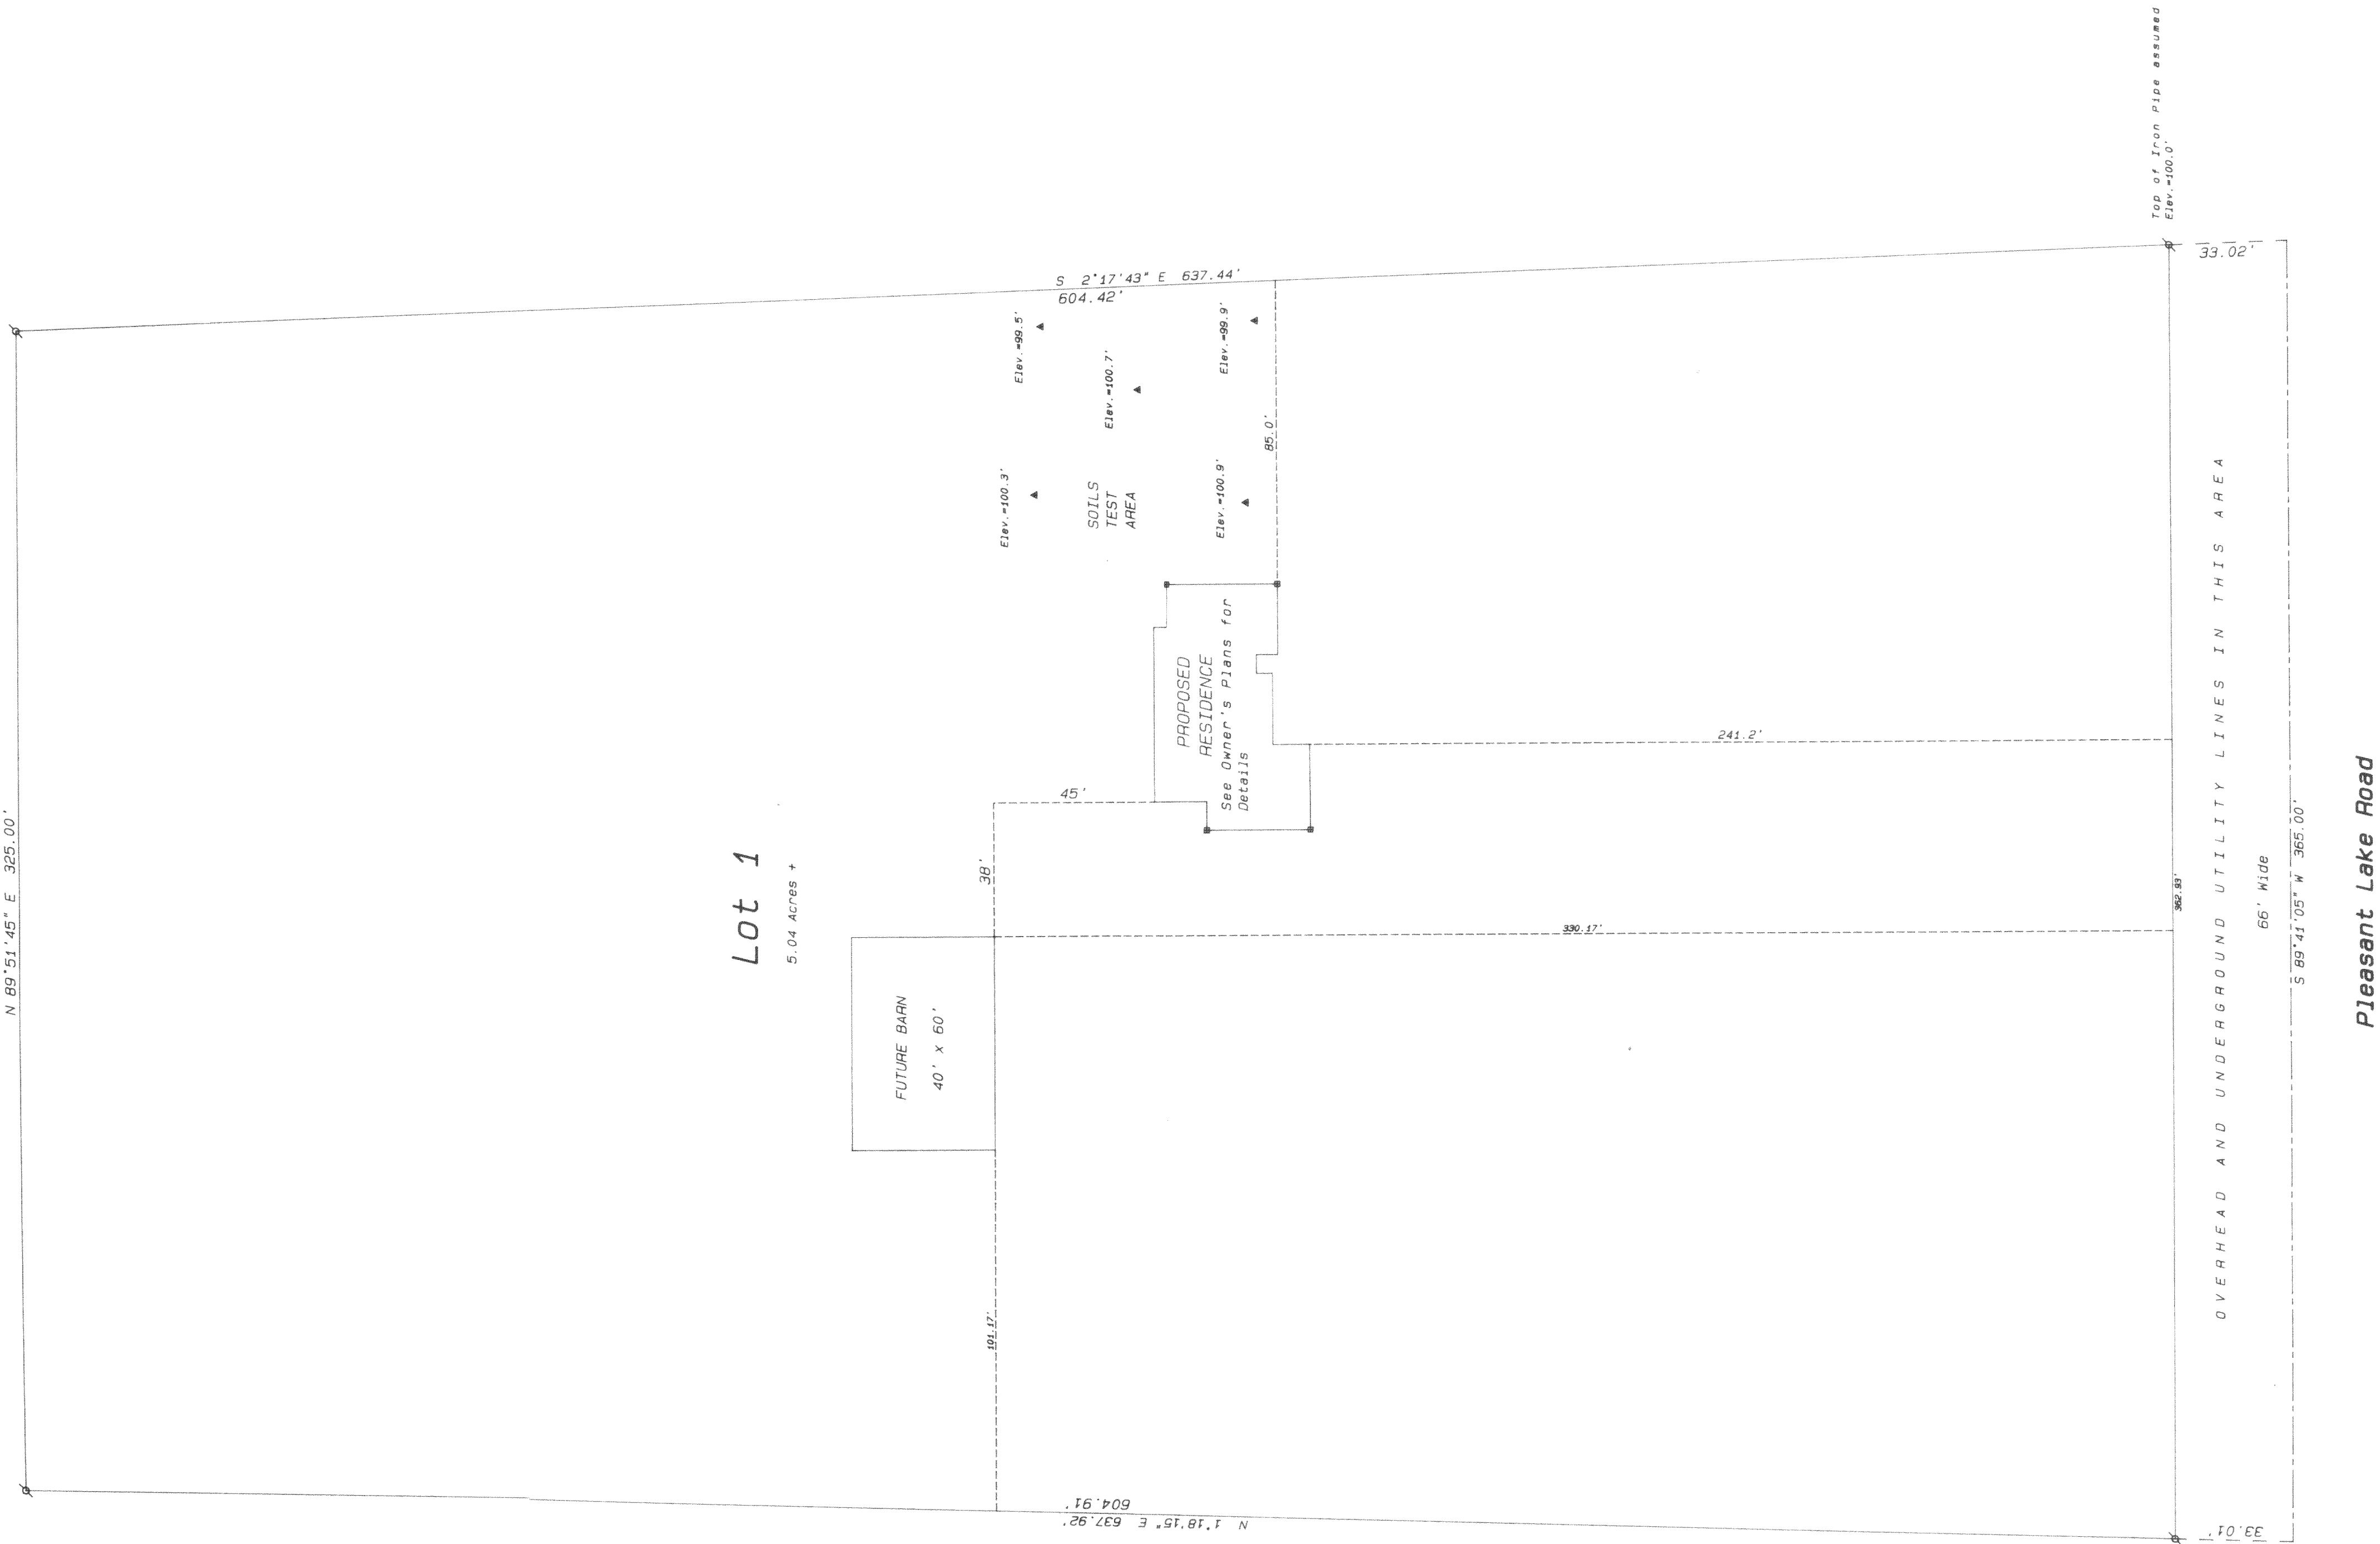 Top of Iron Pipe assumed
Elev.=100.0'
33.02'
S 2°17'43" E 637.44'
604.42'
Elev.=99.5'
Elev.=99.9'
Elev.=100.7'
85.0'
Elev.=100.3'
SOILS
TEST
AREA
Elev.=100.9'
PROPOSED
RESIDENCE
See Owner's Plans for
Details
241.2'
45'
38'
N 89°51'45" E 325.00'
Lot 1
5.04 Acres +
330.17'
362.93'
FUTURE BARN
40' x 60'
101.17'
604.91'
N 1°18'15" E 637.92'
33.01'
OVERHEAD AND UNDERGROUND UTILITY LINES IN THIS AREA
66' Wide
S 89°41'05" W 365.00'
Pleasant Lake Road